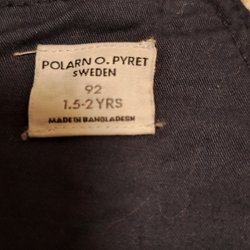 POLARN O. PYRET
SWEDEN
92
1.5-2 YRS
MADE IN BANGLADESH